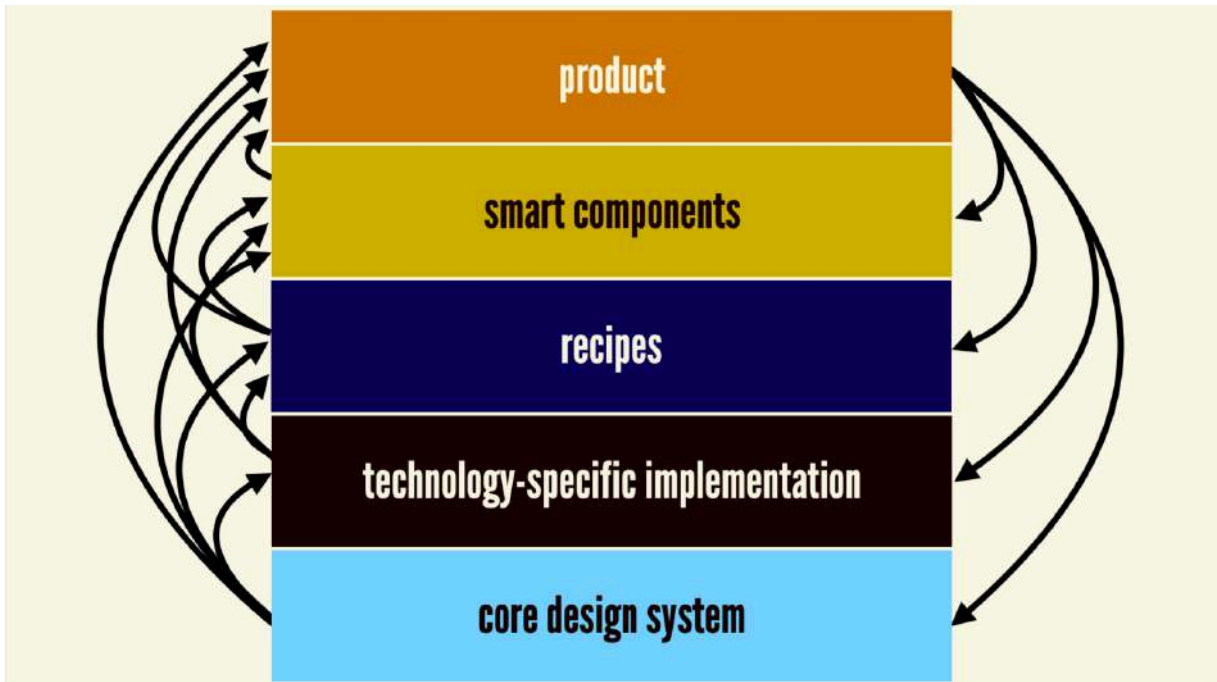 product
smart components
recipes
technology-specific implementation
core design system